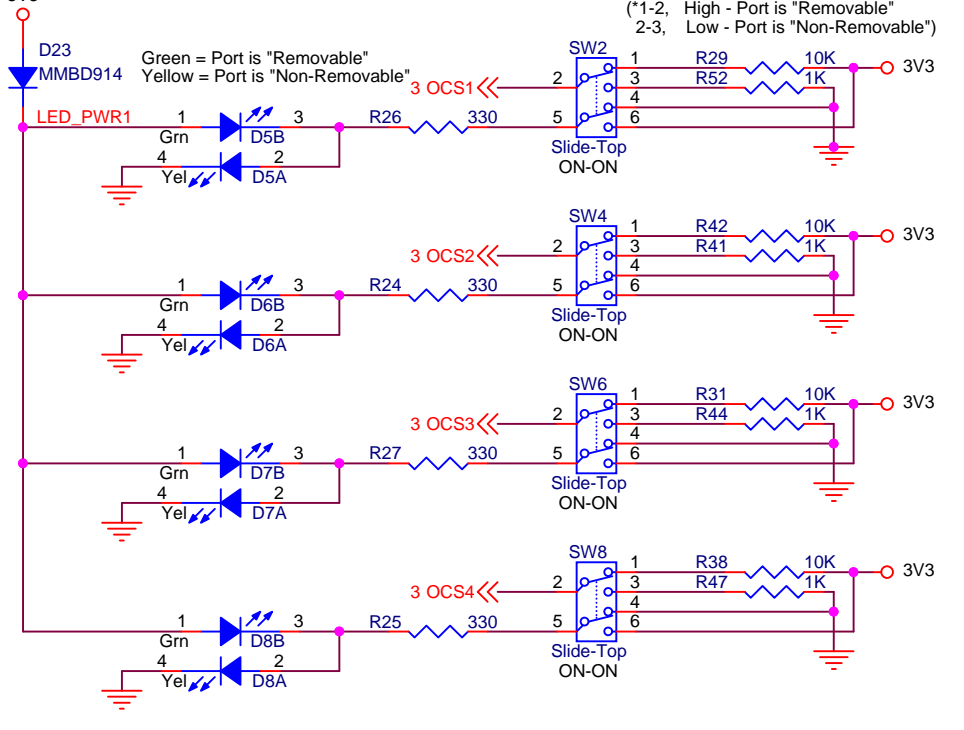 (*1-2, High - Port is "Removable"
2-3, Low - Port is "Non-Removable")
D23
MMBD914
Green = Port is "Removable"
Yellow = Port is "Non-Removable"
LED_PWR1
SW2
3 OCS1
2
1
R29
10K
3V3
3
R52
1K
4
1
Grn
D5B
3
R26
330
5
6
4
Yel
D5A
2
Slide-Top
ON-ON
SW4
3 OCS2
2
1
R42
10K
3V3
3
R41
1K
4
1
Grn
D6B
3
R24
330
5
6
4
Yel
D6A
2
Slide-Top
ON-ON
SW6
3 OCS3
2
1
R31
10K
3V3
3
R44
1K
4
1
Grn
D7B
3
R27
330
5
6
4
Yel
D7A
2
Slide-Top
ON-ON
SW8
3 OCS4
2
1
R38
10K
3V3
3
R47
1K
4
1
Grn
D8B
3
R25
330
5
6
4
Yel
D8A
2
Slide-Top
ON-ON